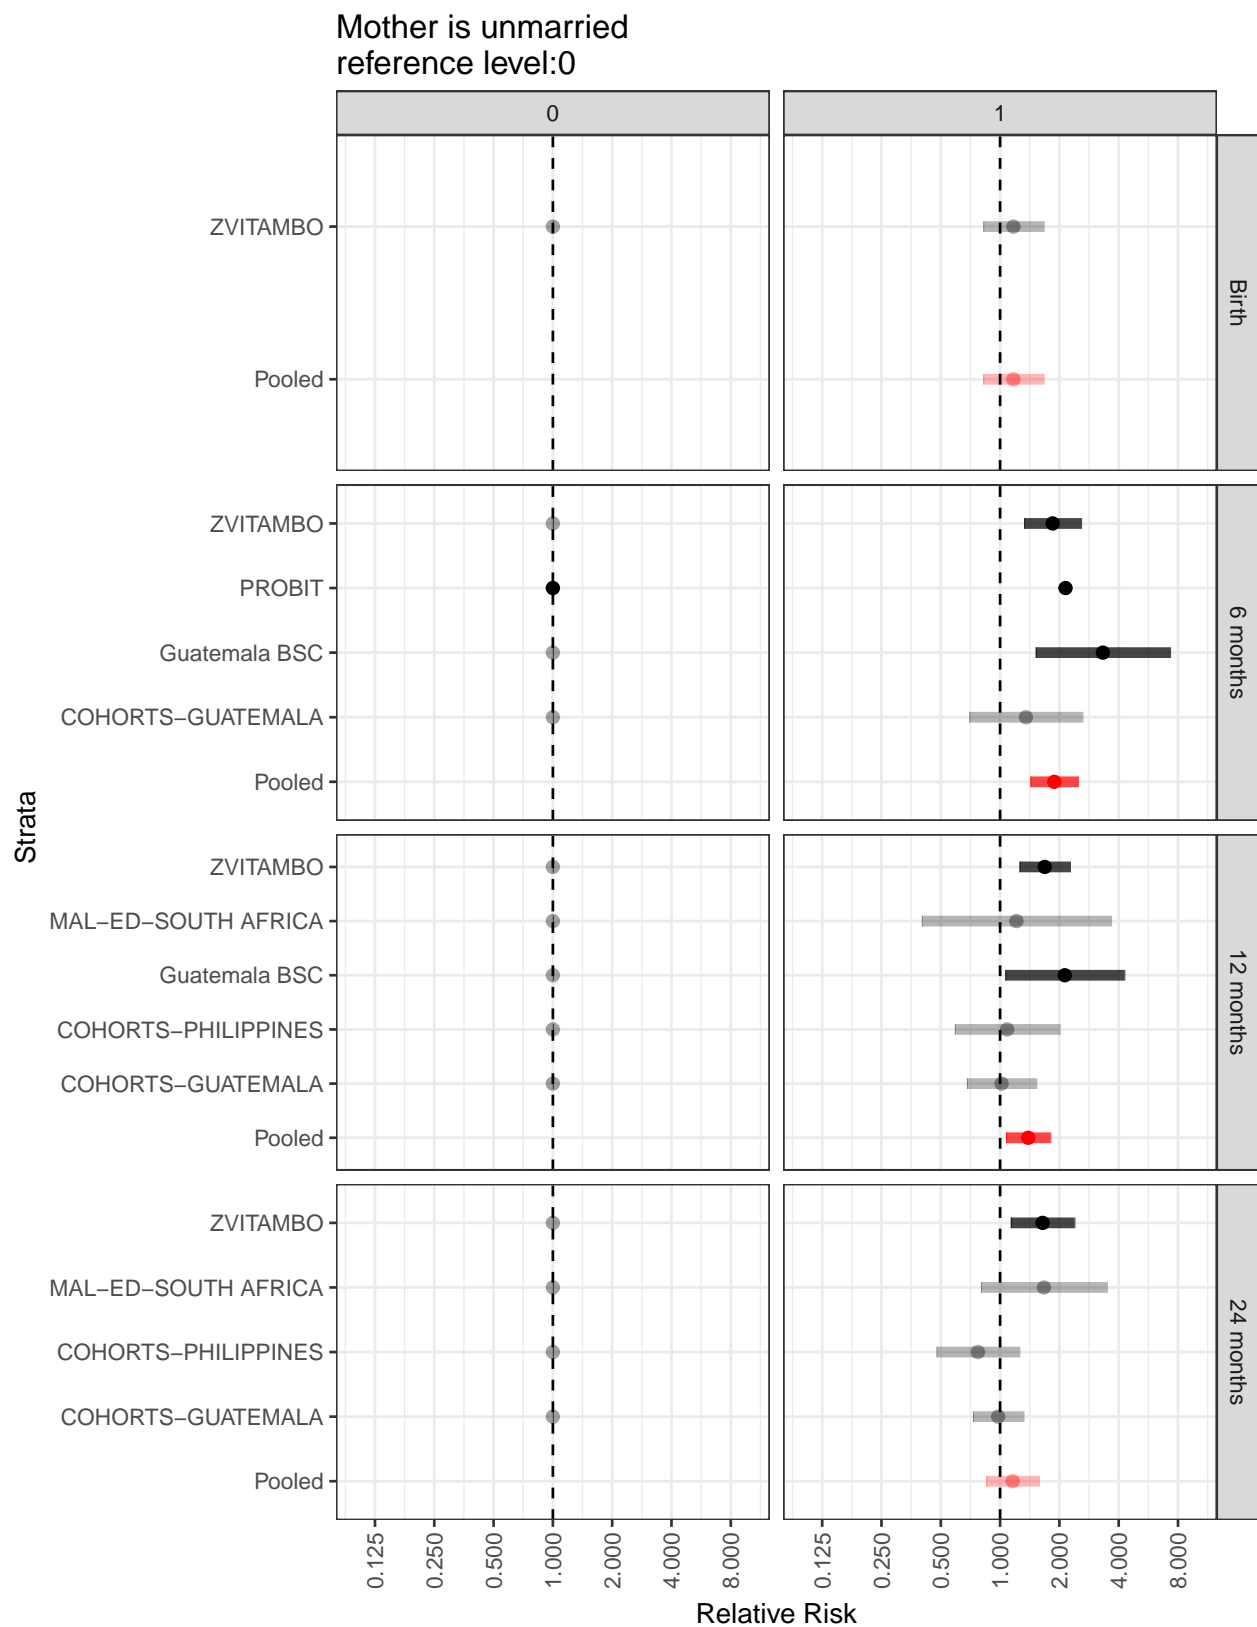 Mother is unmarried
reference level:0
0
1
ZVITAMBO
Pooled
Birth
ZVITAMBO
PROBIT
Guatemala BSC
COHORTS−GUATEMALA
Pooled
6 months
ZVITAMBO
MAL−ED−SOUTH AFRICA
Guatemala BSC
COHORTS−PHILIPPINES
COHORTS−GUATEMALA
Pooled
12 months
ZVITAMBO
MAL−ED−SOUTH AFRICA
COHORTS−PHILIPPINES
COHORTS−GUATEMALA
Pooled
24 months
Strata
0.125 0.250 0.500 1.000 2.000 4.000 8.000
0.125 0.250 0.500 1.000 2.000 4.000 8.000
Relative Risk